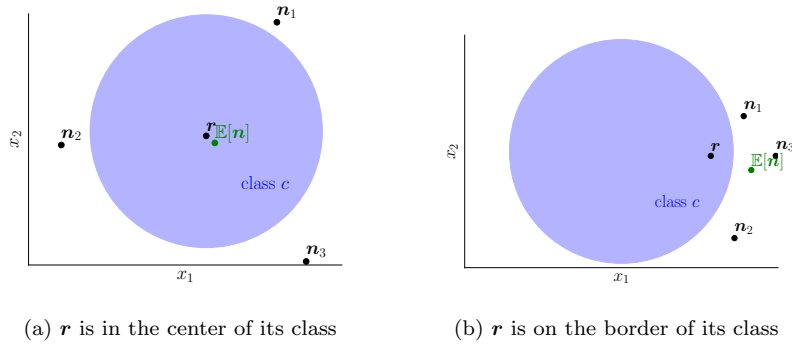 n₁
x₂
n₂
r
𝔼[n]
class c
n₃
x₁
(a) r is in the center of its class
x₂
n₁
r
n₃
𝔼[n]
class c
n₂
x₁
(b) r is on the border of its class